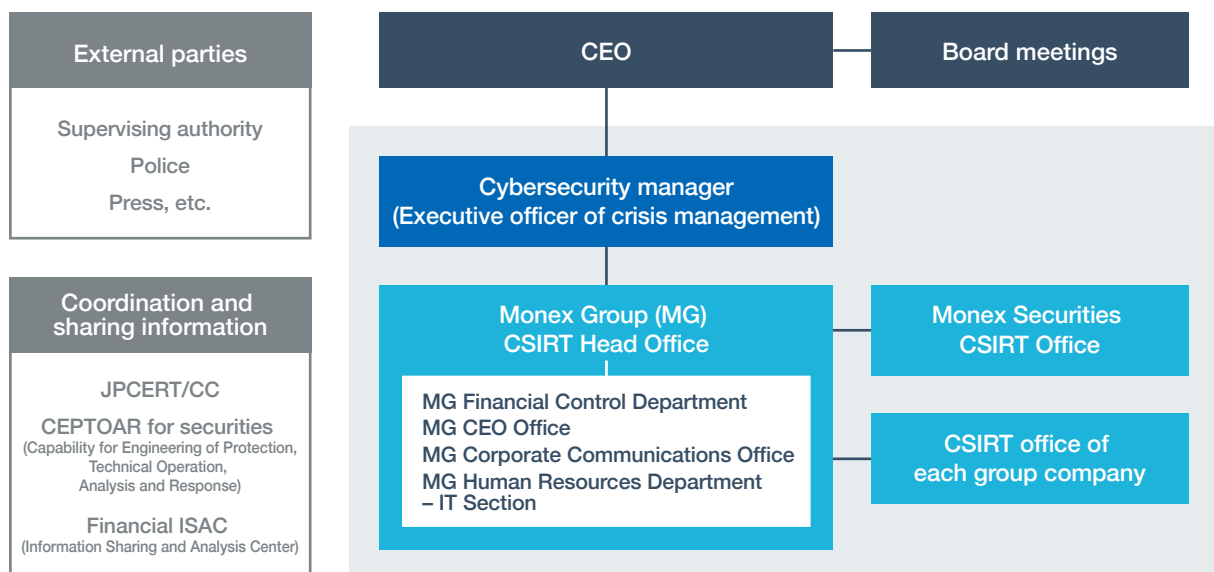 External parties
Supervising authority
Police
Press, etc.
Coordination and
sharing information
JPCERT/CC
CEPTOAR for securities
(Capability for Engineering of Protection,
Technical Operation,
Analysis and Response)
Financial ISAC
(Information Sharing and Analysis Center)
CEO
Board meetings
Cybersecurity manager
(Executive officer of crisis management)
Monex Group (MG)
CSIRT Head Office
MG Financial Control Department
MG CEO Office
MG Corporate Communications Office
MG Human Resources Department
– IT Section
Monex Securities
CSIRT Office
CSIRT office of
each group company